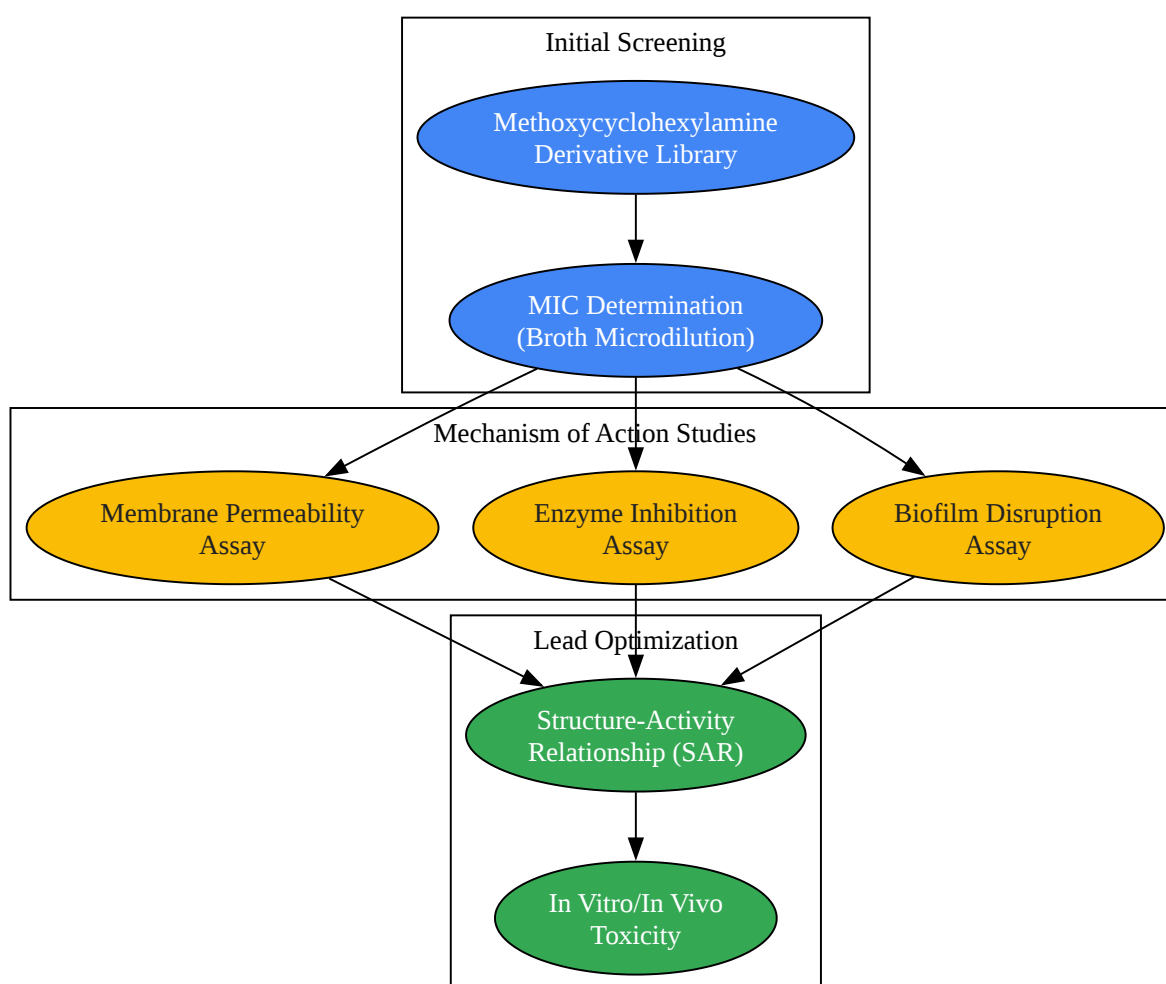 Initial Screening
Methoxycyclohexylamine
Derivative Library
MIC Determination
(Broth Microdilution)
Mechanism of Action Studies
Membrane Permeability
Assay
Enzyme Inhibition
Assay
Biofilm Disruption
Assay
Lead Optimization
Structure-Activity
Relationship (SAR)
In Vitro/In Vivo
Toxicity